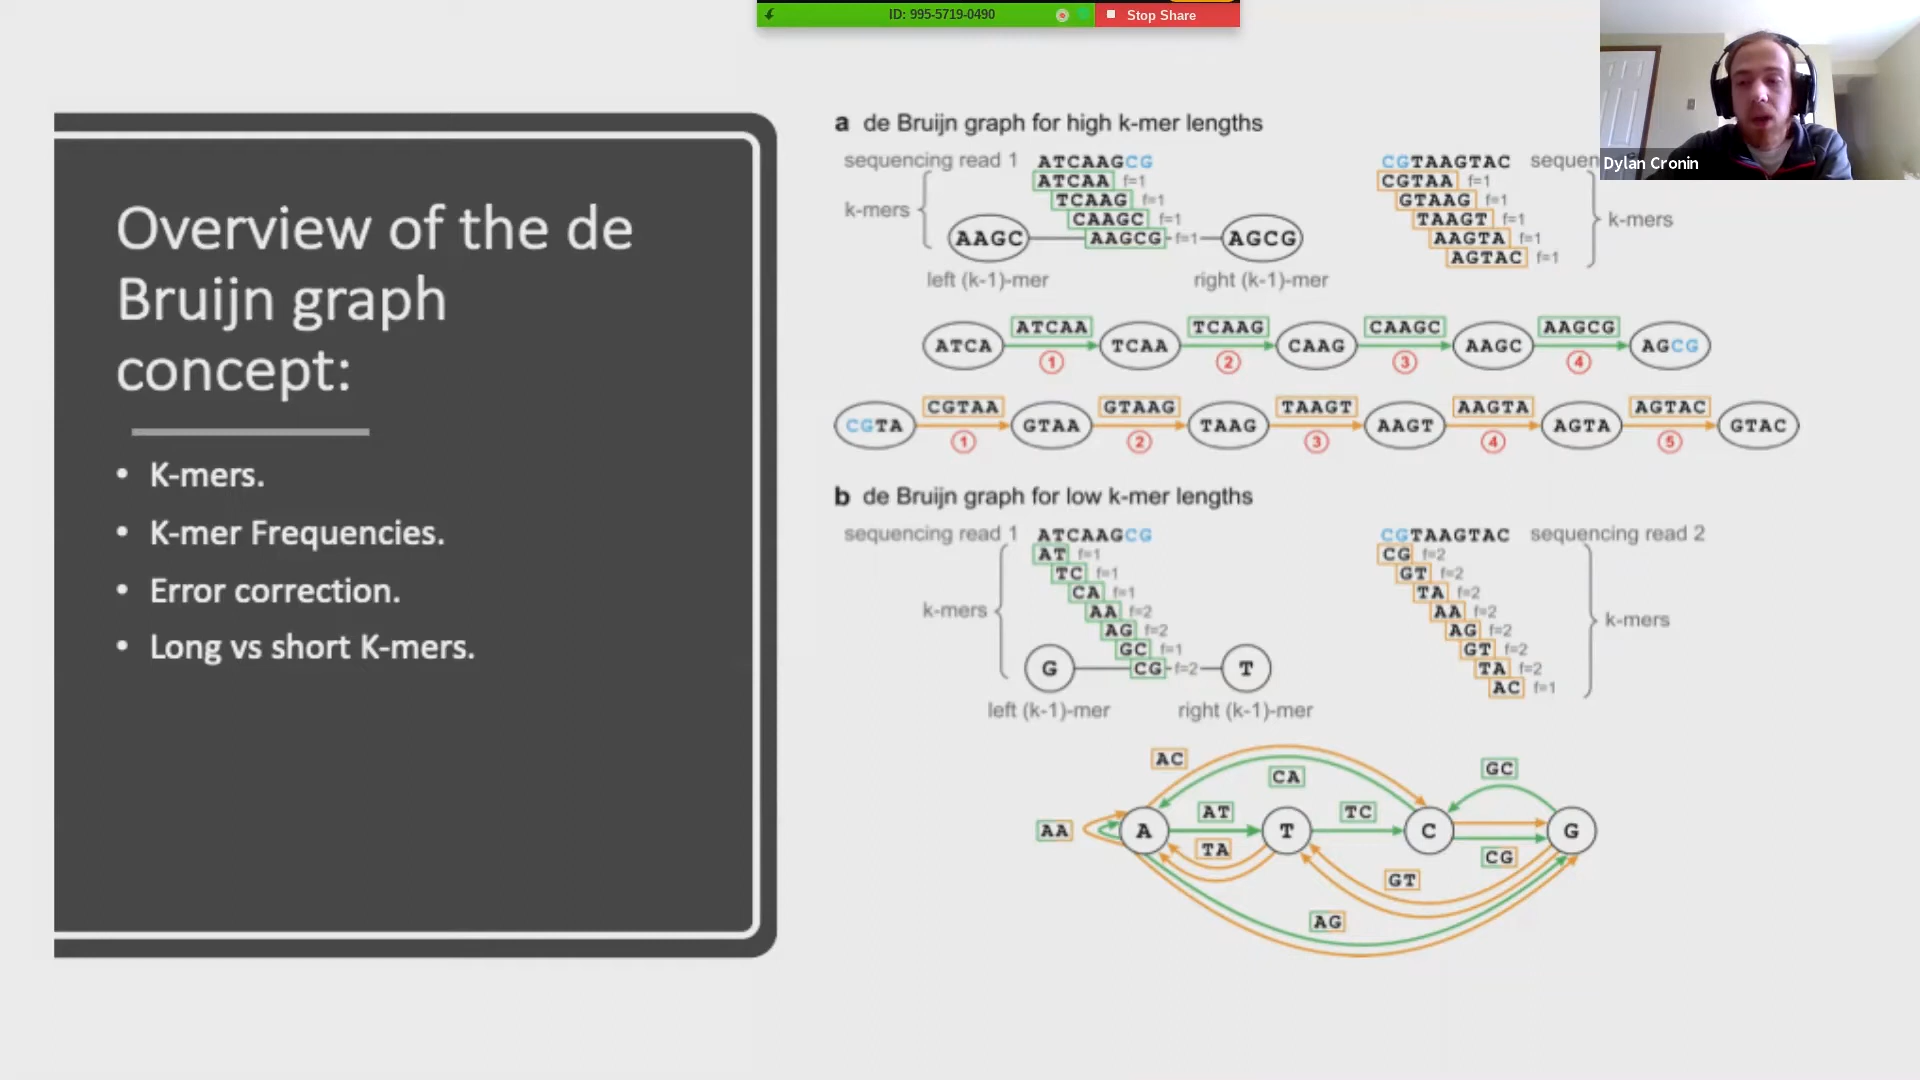 ID: 995-5719-0490
Stop Share
Dylan Cronin
Overview of the de
Bruijn graph
concept:
• K-mers.
• K-mer Frequencies.
• Error correction.
• Long vs short K-mers.
a de Bruijn graph for high k-mer lengths
sequencing read 1 ATCAAGCG
ATCAA f=1
TCAAG f=1
k-mers
CAAGC f=1
AAGC AAGCG f=1 AGCG
left (k-1)-mer right (k-1)-mer
CGTAAGTAC
CGTAA f=1
GTAAG f=1
TAAGT f=1
k-mers
AAGTA f=1
AGTAC f=1
ATCAA TCAAG CAAGC AAGCG
ATCA TCAA CAAG AAGC AGCG
1 2 3 4
CGTAA GTAAG TAAGT AAGTA AGTAC
CGTA GTAA TAAG AAGT AGTA GTAC
1 2 3 4 5
b de Bruijn graph for low k-mer lengths
sequencing read 1 ATCAAGCG
AT f=1
TC f=1
CA f=1
k-mers AA f=2
AG f=2
GC f=1
G CG f=2 T
left (k-1)-mer right (k-1)-mer
CGTAAGTAC sequencing read 2
CG f=2
GT f=2
TA f=2
AA f=2
k-mers
AG f=2
GT f=2
TA f=2
AC f=1
AC CA GC
AT TC
AA A T C G
TA CG
GT
AG